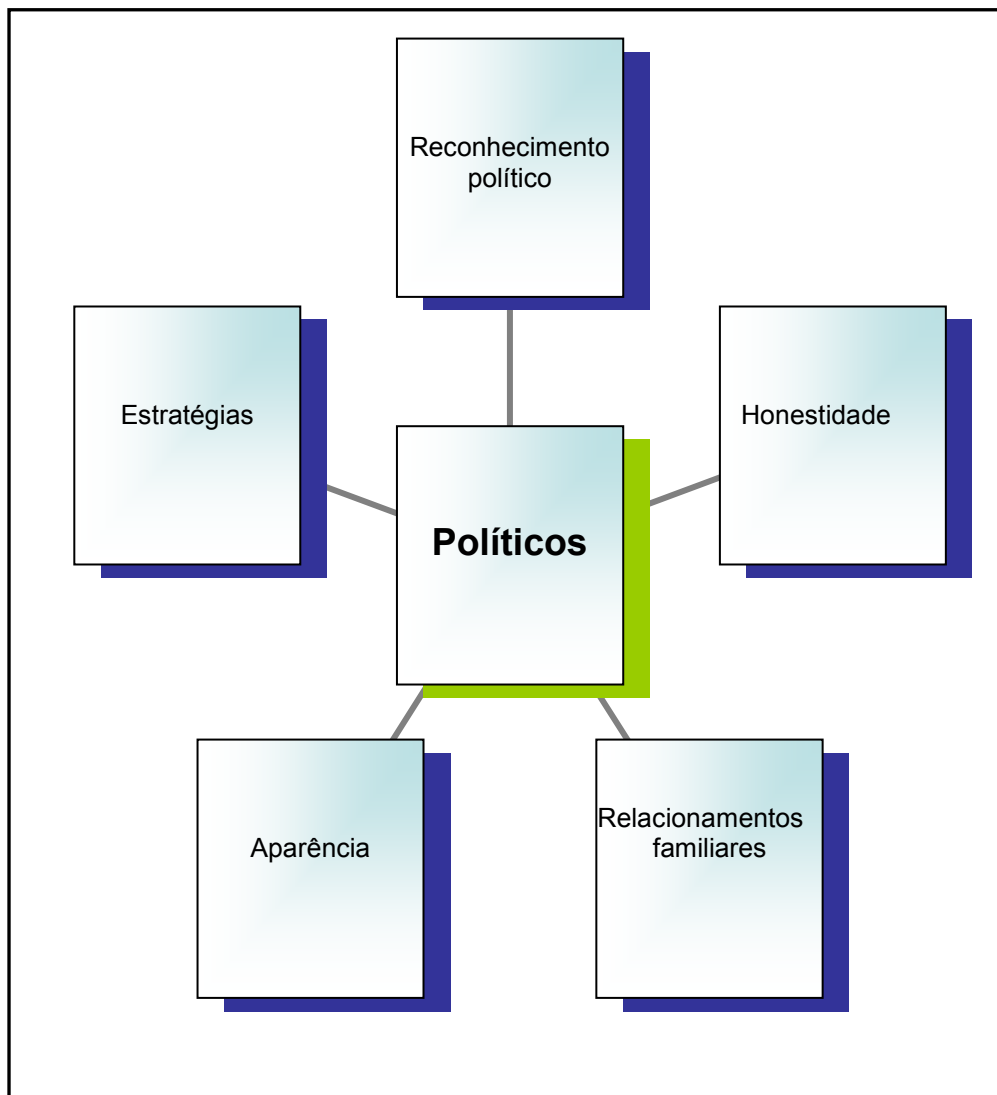 Reconhecimento
político
Estratégias
Honestidade
Políticos
Aparência
Relacionamentos
familiares